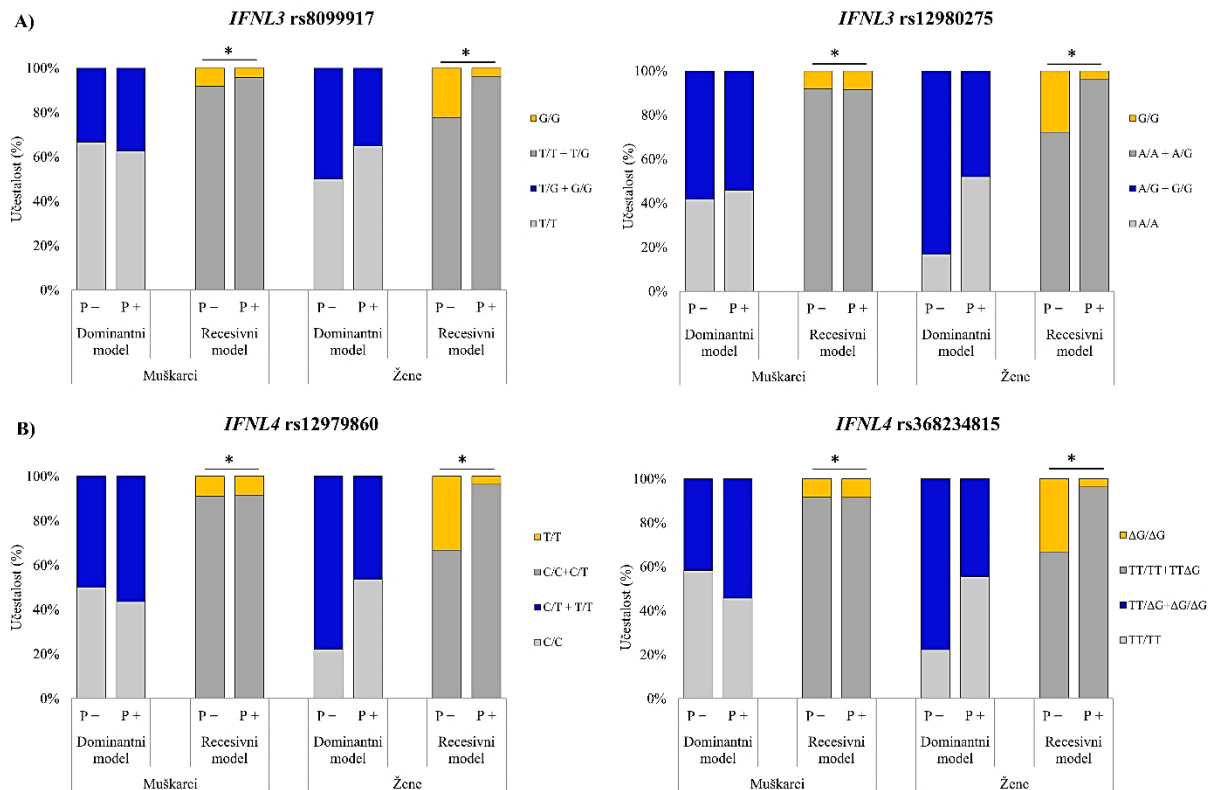 A)
IFNL3 rs8099917
*
*
100%
80%
60%
40%
20%
0%
Učestalost (%)
G/G
T/T + T/G
T/G + G/G
T/T
P – P + P – P + P – P + P – P +
Dominantni model Recesivni model Dominantni model Recesivni model
Muškarci Žene
IFNL3 rs12980275
*
*
100%
80%
60%
40%
20%
0%
Učestalost (%)
G/G
A/A + A/G
A/G + G/G
A/A
P – P + P – P + P – P + P – P +
Dominantni model Recesivni model Dominantni model Recesivni model
Muškarci Žene
B)
IFNL4 rs12979860
*
*
100%
80%
60%
40%
20%
0%
Učestalost (%)
T/T
C/C+C/T
C/T + T/T
C/C
P – P + P – P + P – P + P – P +
Dominantni model Recesivni model Dominantni model Recesivni model
Muškarci Žene
IFNL4 rs368234815
*
*
100%
80%
60%
40%
20%
0%
Učestalost (%)
ΔG/ΔG
TT/TT+TTΔG
TT/ΔG+ΔG/ΔG
TT/TT
P – P + P – P + P – P + P – P +
Dominantni model Recesivni model Dominantni model Recesivni model
Muškarci Žene